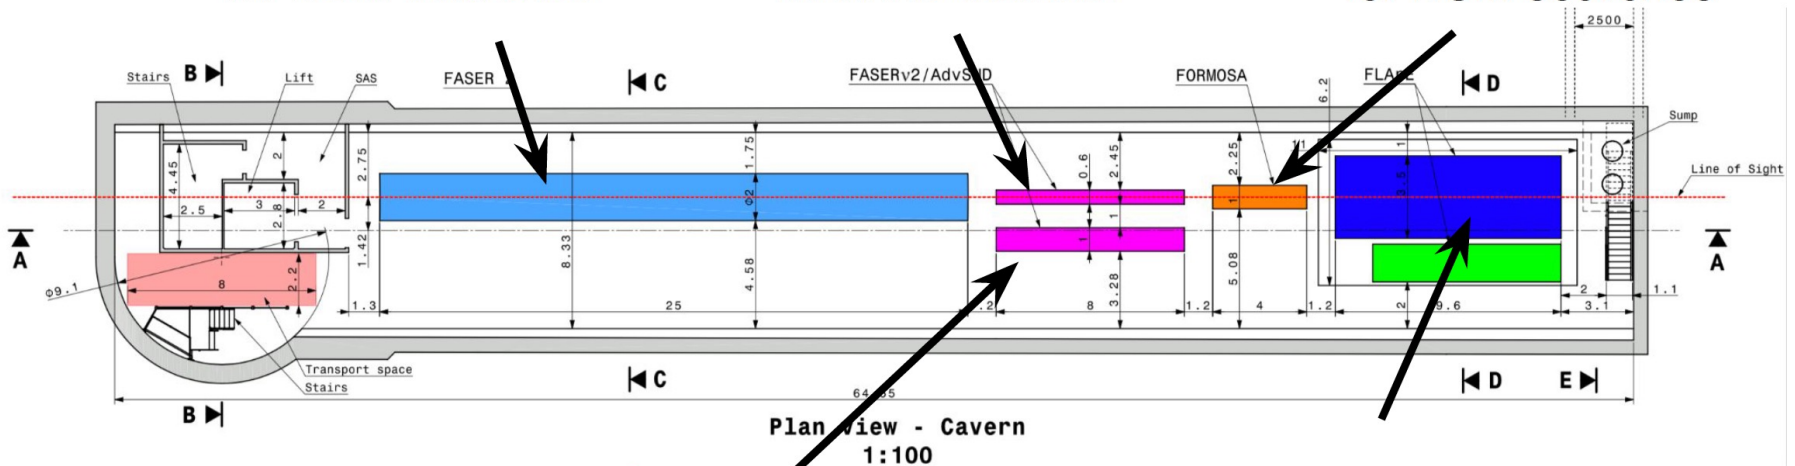 2500
Stairs
B
Lift
SAS
FASER
C
FASERν2/AdvSND
FORMOSA
FLArE
D
6.2
Sump
Line of Sight
4.45
2
2.75
1.75
0.6
2.45
2.25
11
1
3.5
2.5
3
2.8
2
Φ2
1
1
1
A
A
1.42
8.33
4.58
3.28
5.08
Φ9.1
8
2.2
1.3
25
8
1.2
4
1.2
2
9.6
2
3.1
1.1
Transport space
Stairs
C
D
E
B
Plan View - Cavern
1:100